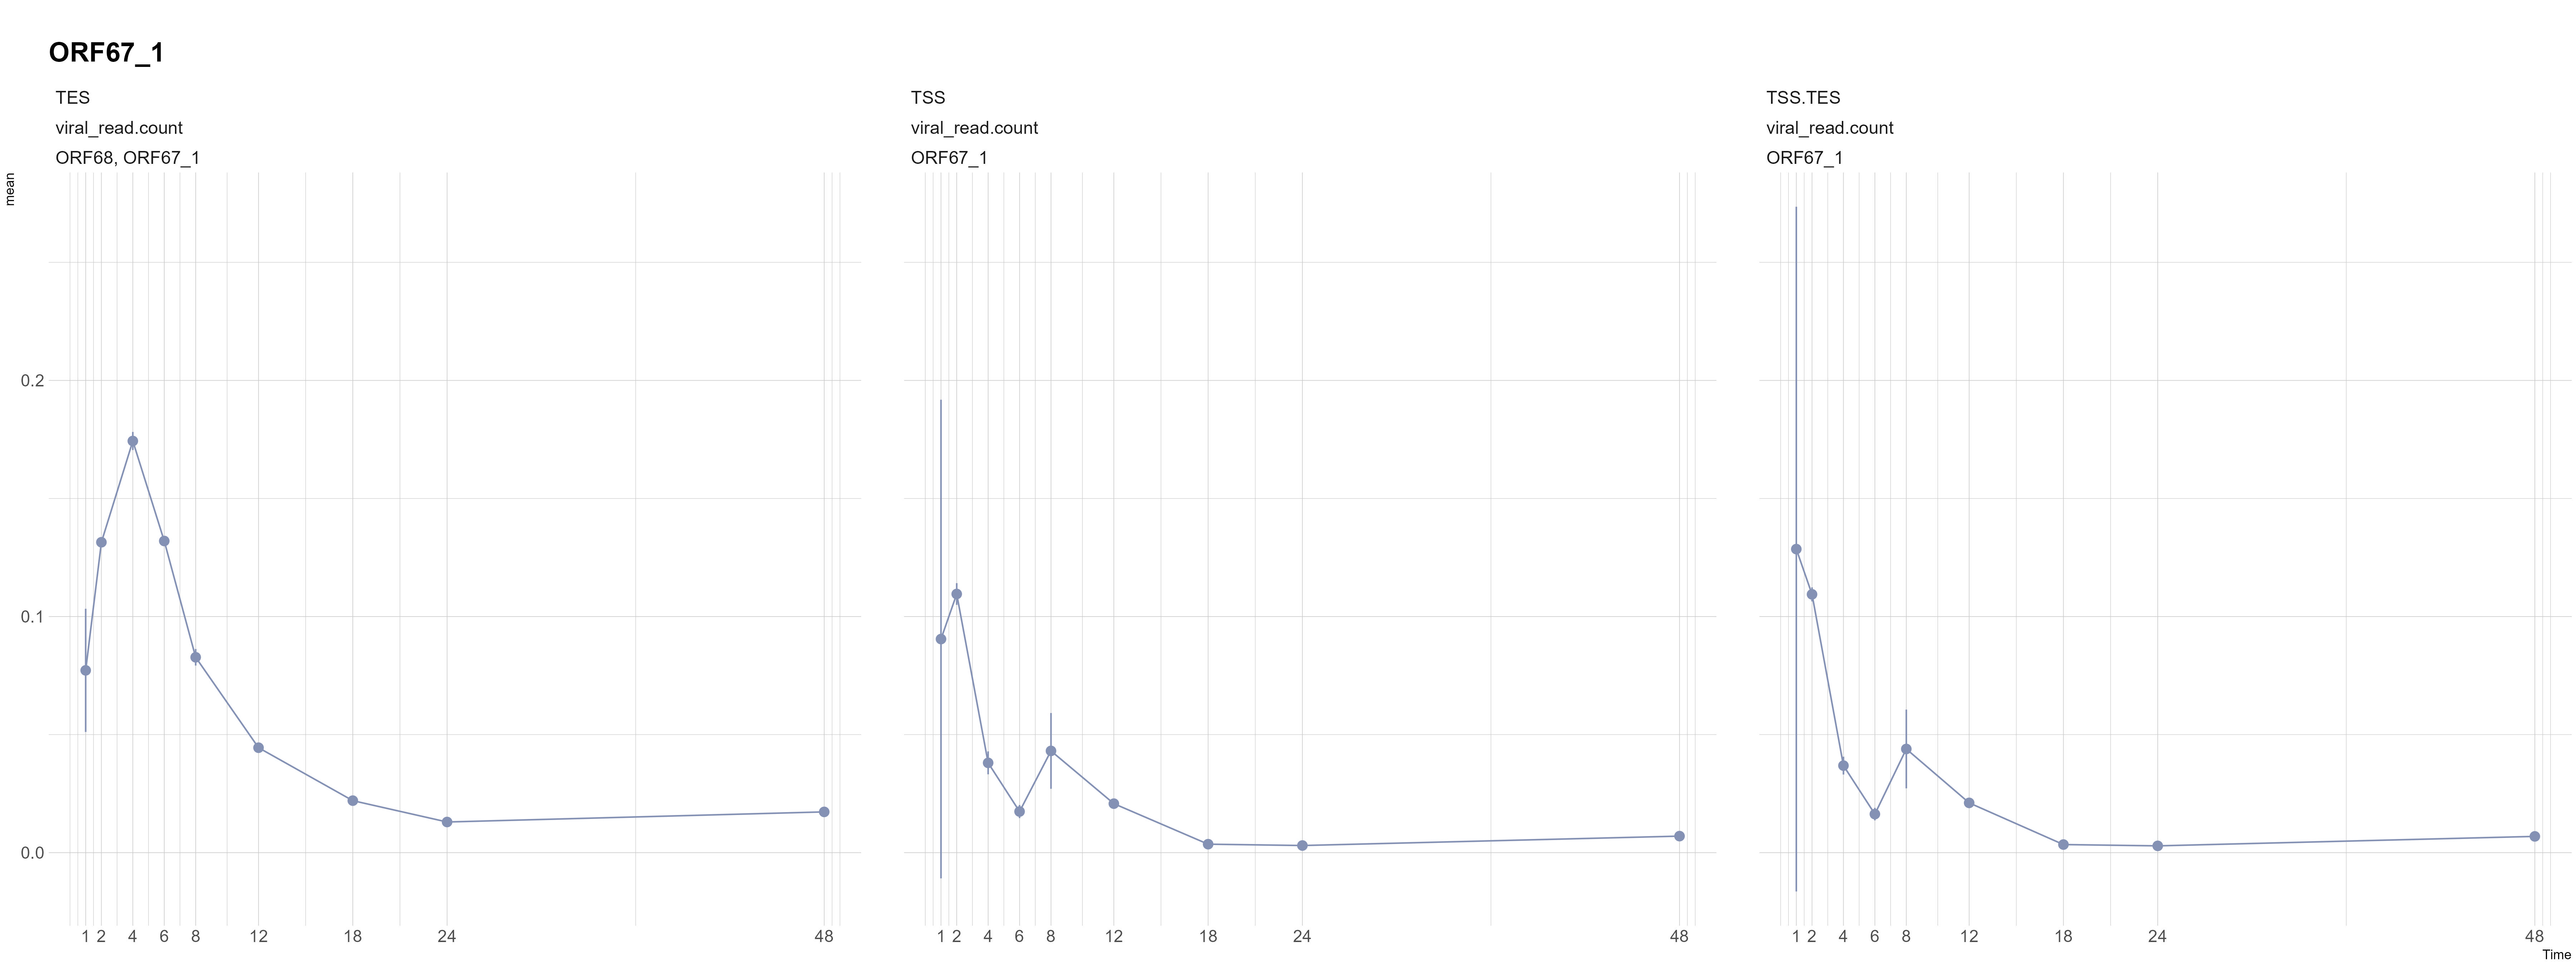 ORF67_1
TES
viral_read.count
ORF68, ORF67_1
TSS
viral_read.count
ORF67_1
TSS.TES
viral_read.count
ORF67_1
mean
0.2
0.1
0.0
1 2 4 6 8 12 18 24 48
1 2 4 6 8 12 18 24 48
1 2 4 6 8 12 18 24 48
Time